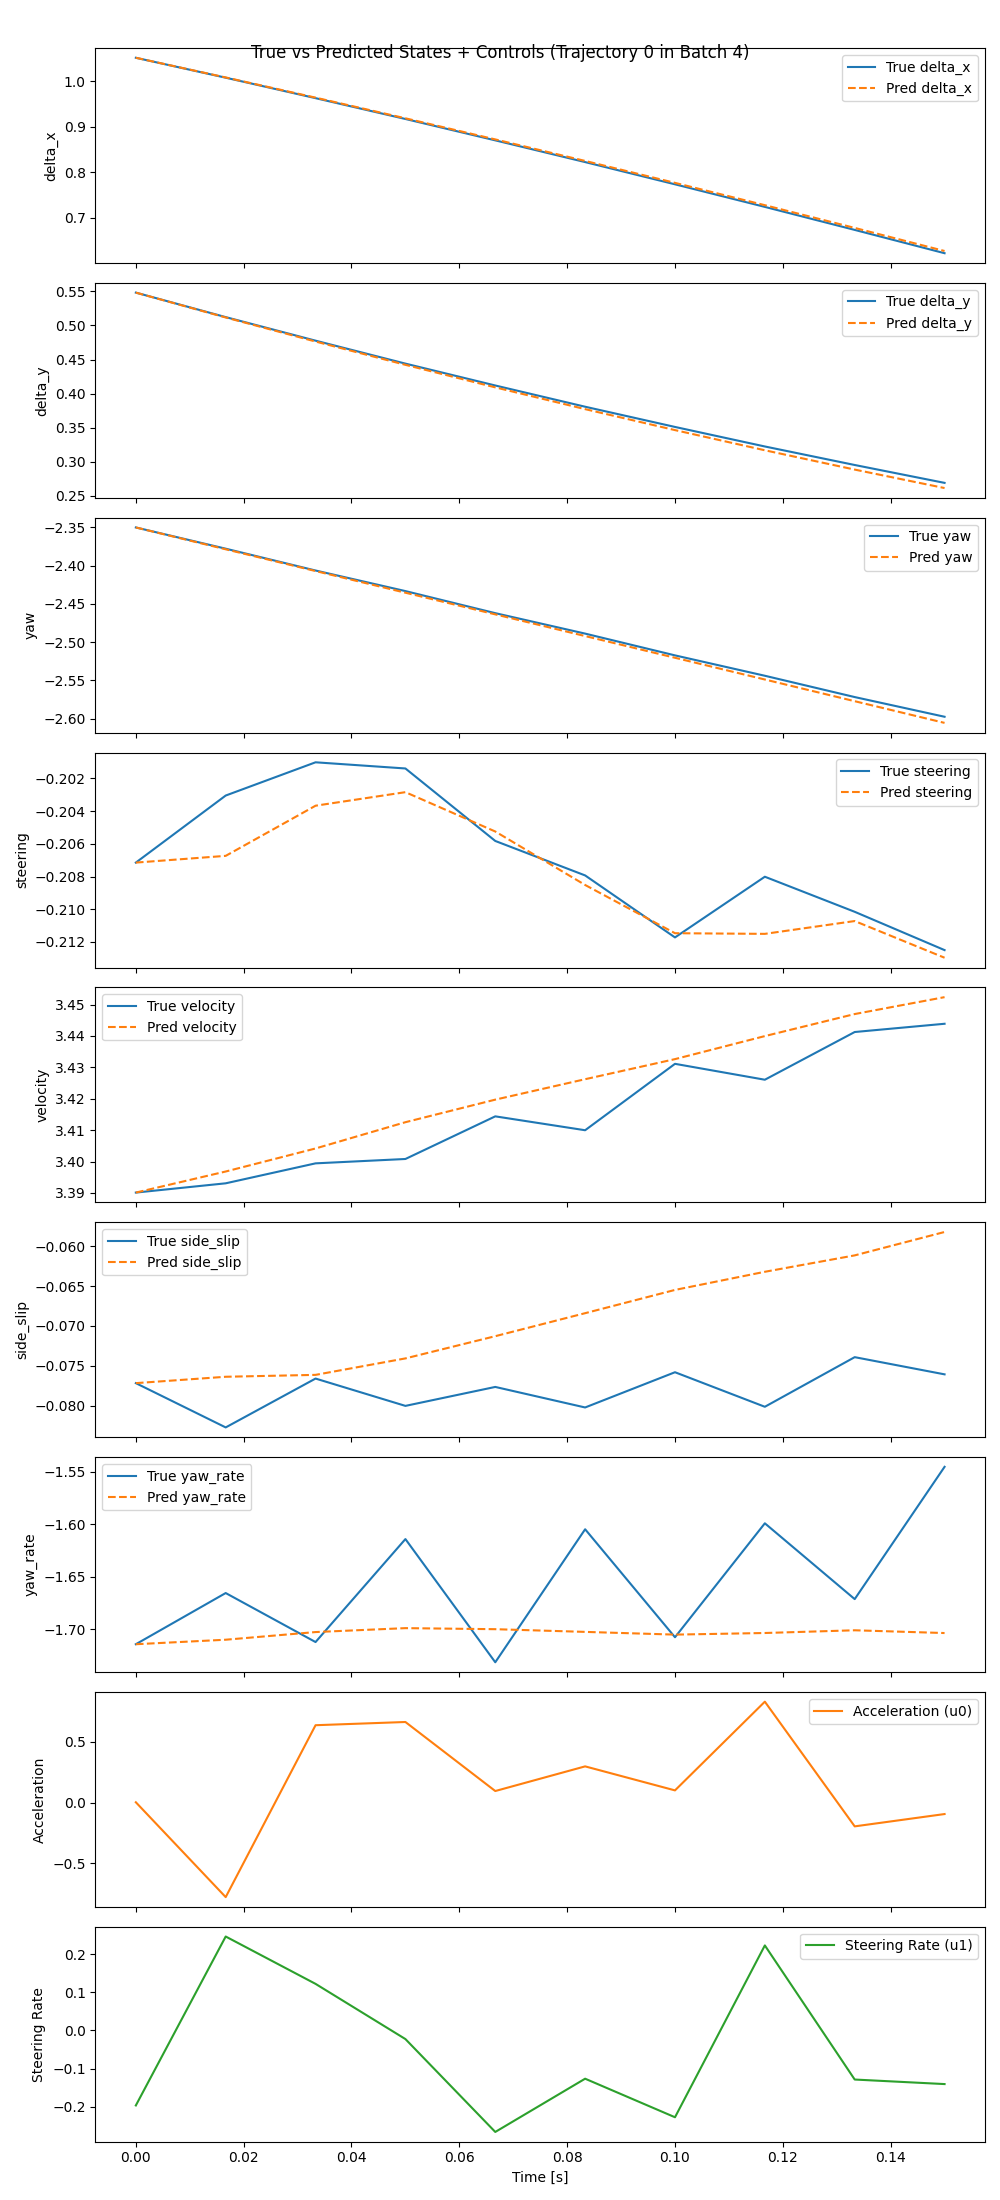 True vs Predicted States + Controls (Trajectory 0 in Batch 4)
True delta_x
Pred delta_x
1.0
0.9
0.8
0.7
delta_x
True delta_y
Pred delta_y
0.55
0.50
0.45
0.40
0.35
0.30
0.25
delta_y
True yaw
Pred yaw
−2.35
−2.40
−2.45
−2.50
−2.55
−2.60
yaw
True steering
Pred steering
−0.202
−0.204
−0.206
−0.208
−0.210
−0.212
steering
True velocity
Pred velocity
3.45
3.44
3.43
3.42
3.41
3.40
3.39
velocity
True side_slip
Pred side_slip
−0.060
−0.065
−0.070
−0.075
−0.080
side_slip
True yaw_rate
Pred yaw_rate
−1.55
−1.60
−1.65
−1.70
yaw_rate
Acceleration (u0)
0.5
0.0
−0.5
Acceleration
Steering Rate (u1)
0.2
0.1
0.0
−0.1
−0.2
Steering Rate
0.00 0.02 0.04 0.06 0.08 0.10 0.12 0.14
Time [s]